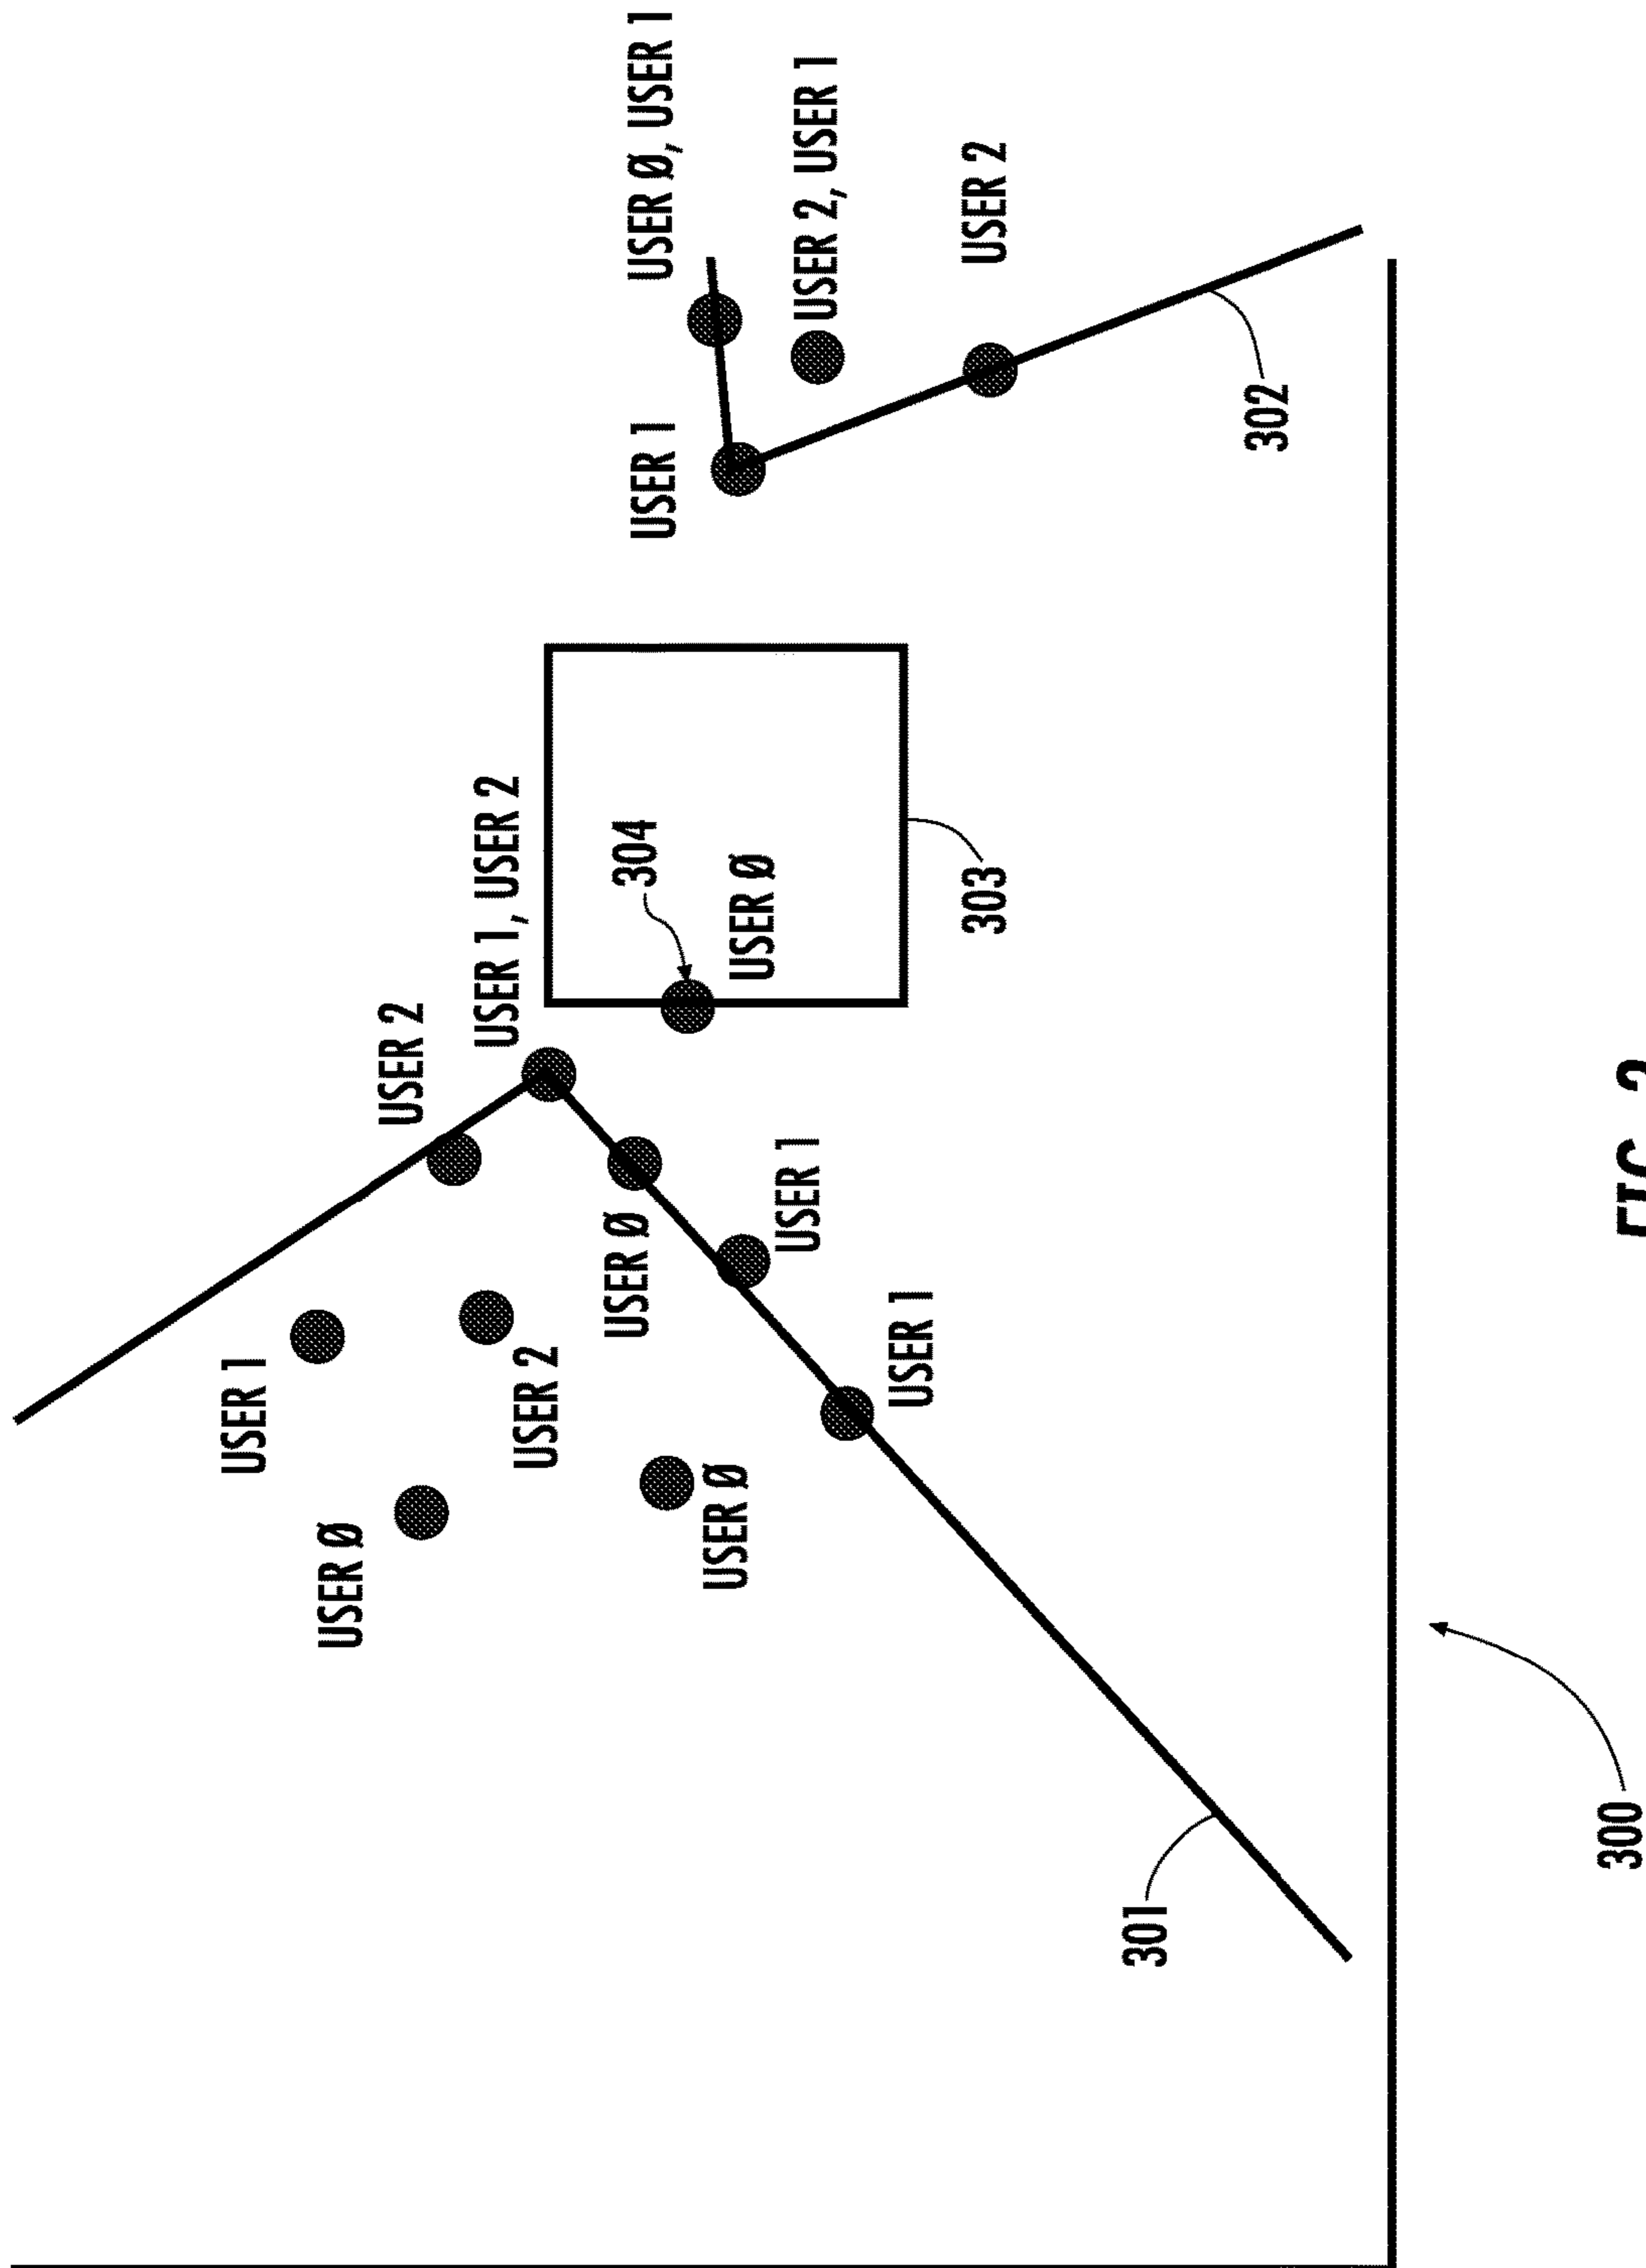 USER 1
USER Ø
USER 2
USER 1, USER 2
USER 2
USER Ø
304
USER 1
USER Ø, USER 1
USER Ø
USER Ø
USER 1
USER 2, USER 1
USER 1
303
USER 2
301
302
300
FIG.